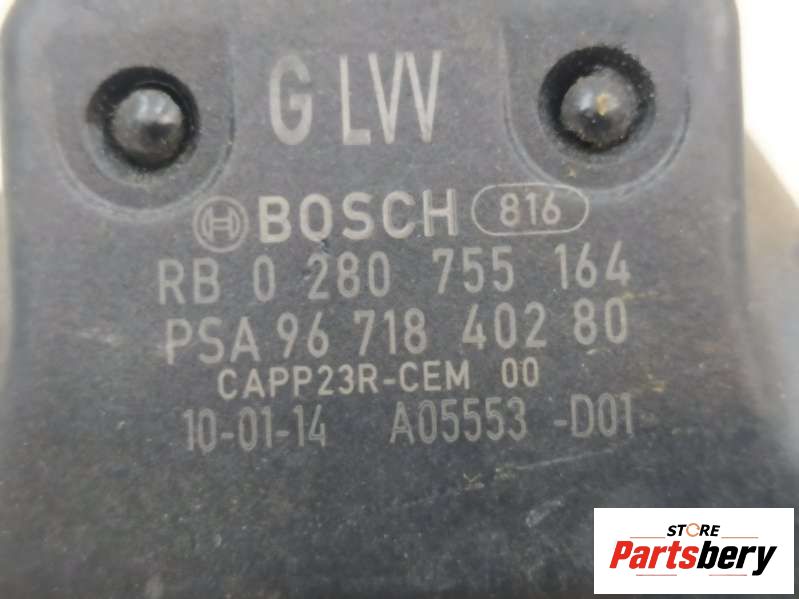 G LVV
BOSCH 816
RB 0 280 755 164
PSA 96 718 402 80
CAPP23R-CEM 00
10-01-14 A05553 -D01
STORE
Partsbery